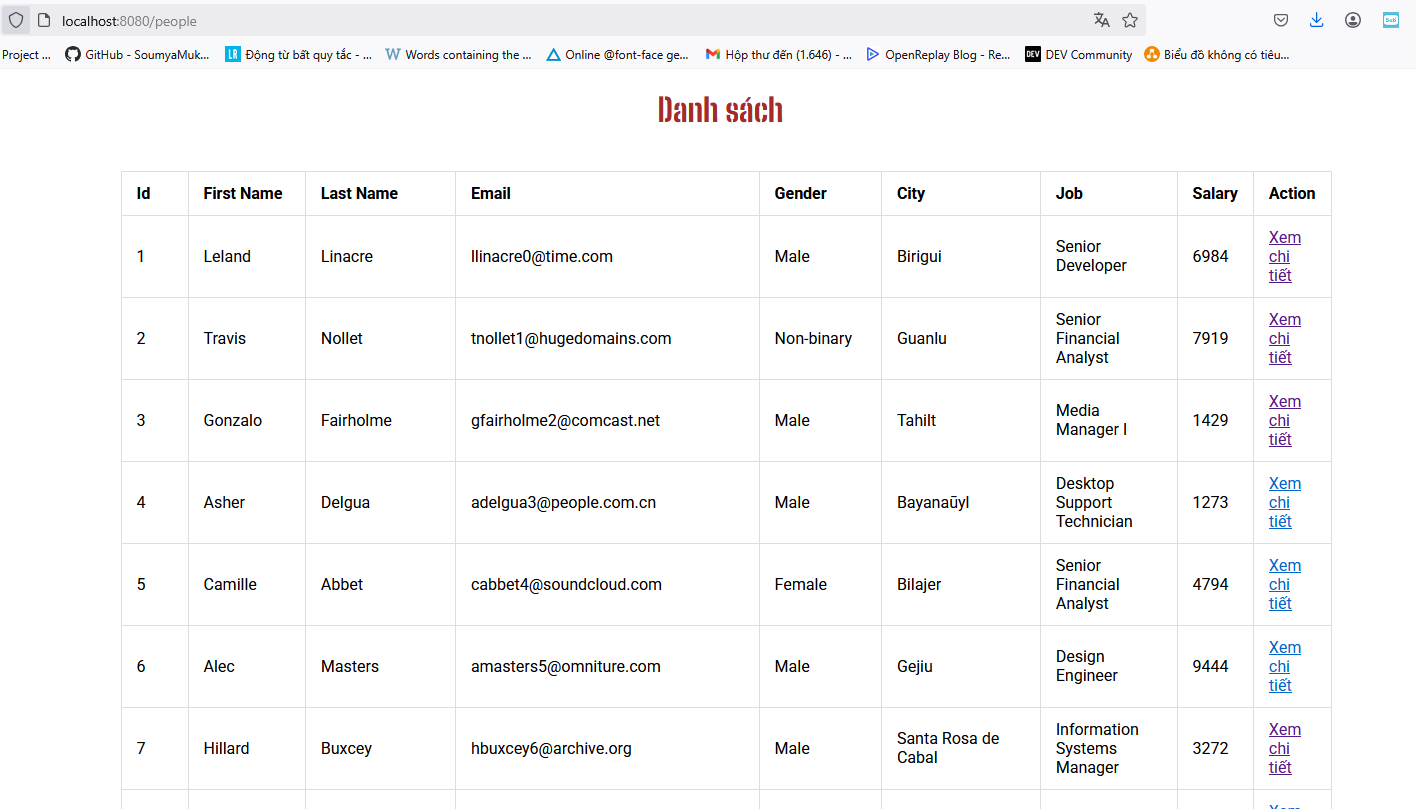 localhost:8080/people
Project ... GitHub - SoumyaMuk... LR Động từ bất quy tắc - ... W Words containing the ... Online @font-face ge... Hộp thư đến (1.646) - ... OpenReplay Blog - Re... DEV DEV Community Biểu đồ không có tiêu...
Danh sách
Id First Name Last Name Email Gender City Job Salary Action
1 Leland Linacre llinacre0@time.com Male Birigui Senior Developer 6984 Xem chi tiết
2 Travis Nollet tnollet1@hugedomains.com Non-binary Guanlu Senior Financial Analyst 7919 Xem chi tiết
3 Gonzalo Fairholme gfairholme2@comcast.net Male Tahilt Media Manager I 1429 Xem chi tiết
4 Asher Delgua adelgua3@people.com.cn Male Bayanaūyl Desktop Support Technician 1273 Xem chi tiết
5 Camille Abbet cabbet4@soundcloud.com Female Bilajer Senior Financial Analyst 4794 Xem chi tiết
6 Alec Masters amasters5@omniture.com Male Gejiu Design Engineer 9444 Xem chi tiết
7 Hillard Buxcey hbuxcey6@archive.org Male Santa Rosa de Cabal Information Systems Manager 3272 Xem chi tiết